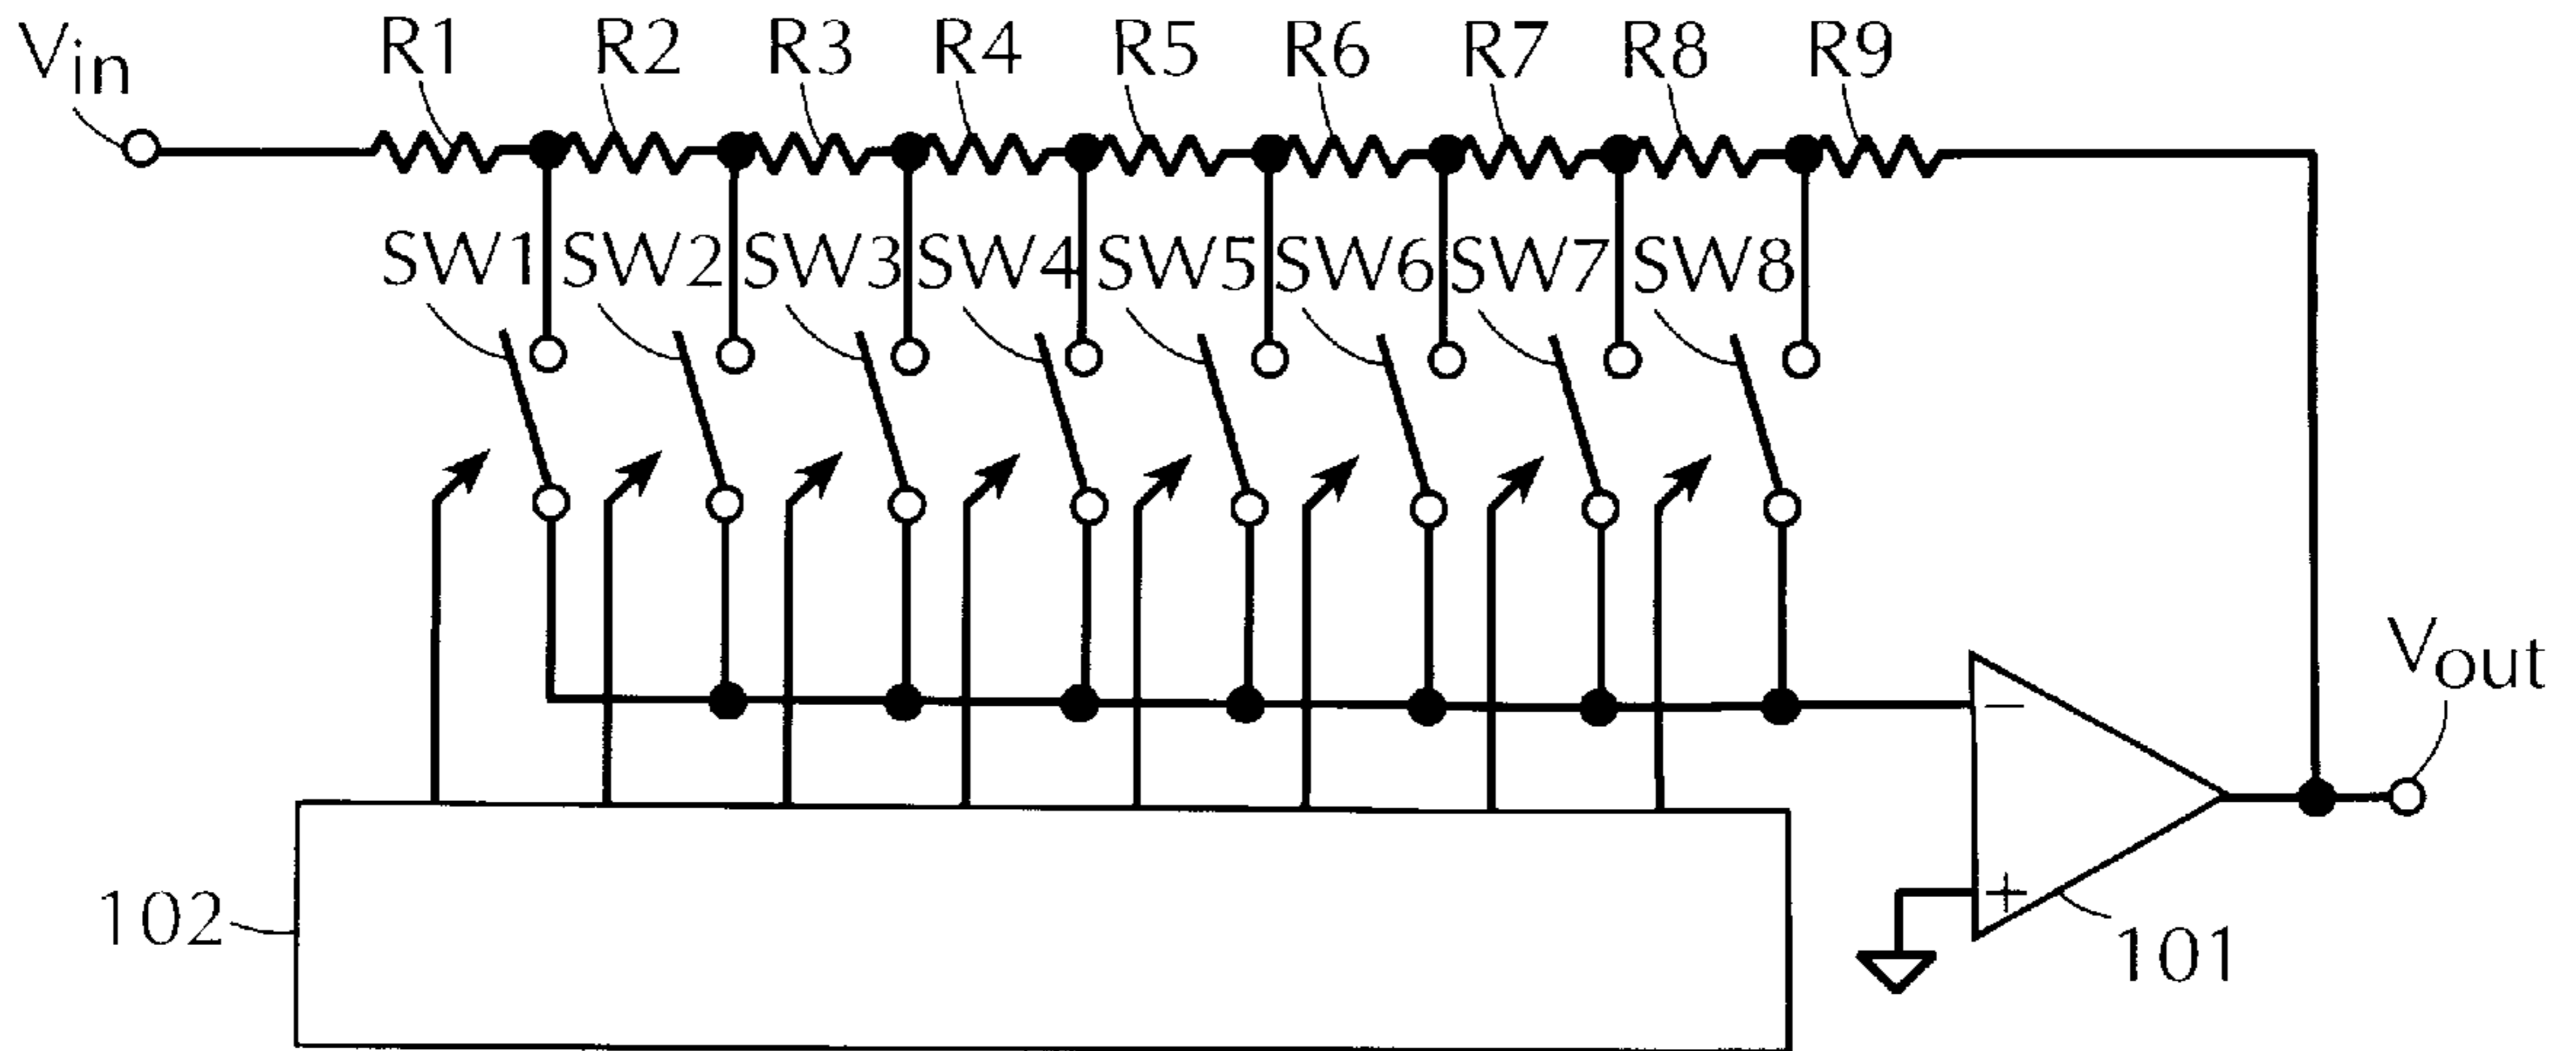 Vin R1 R2 R3 R4 R5 R6 R7 R8 R9
SW1 SW2 SW3 SW4 SW5 SW6 SW7 SW8
−
Vout
+
102
101